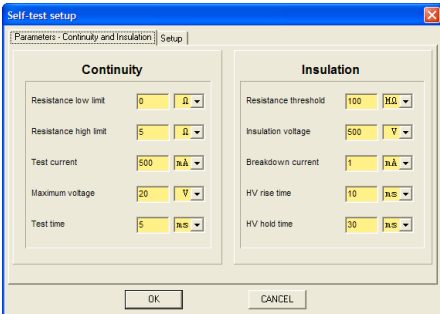 Self-test setup
Parameters - Continuity and Insulation Setup
Continuity
Resistance low limit 0 Ω
Resistance high limit 5 Ω
Test current 500 mA
Maximum voltage 20 V
Test time 5 ms
Insulation
Resistance threshold 100 MΩ
Insulation voltage 500 V
Breakdown current 1 mA
HV rise time 10 ms
HV hold time 30 ms
OK CANCEL